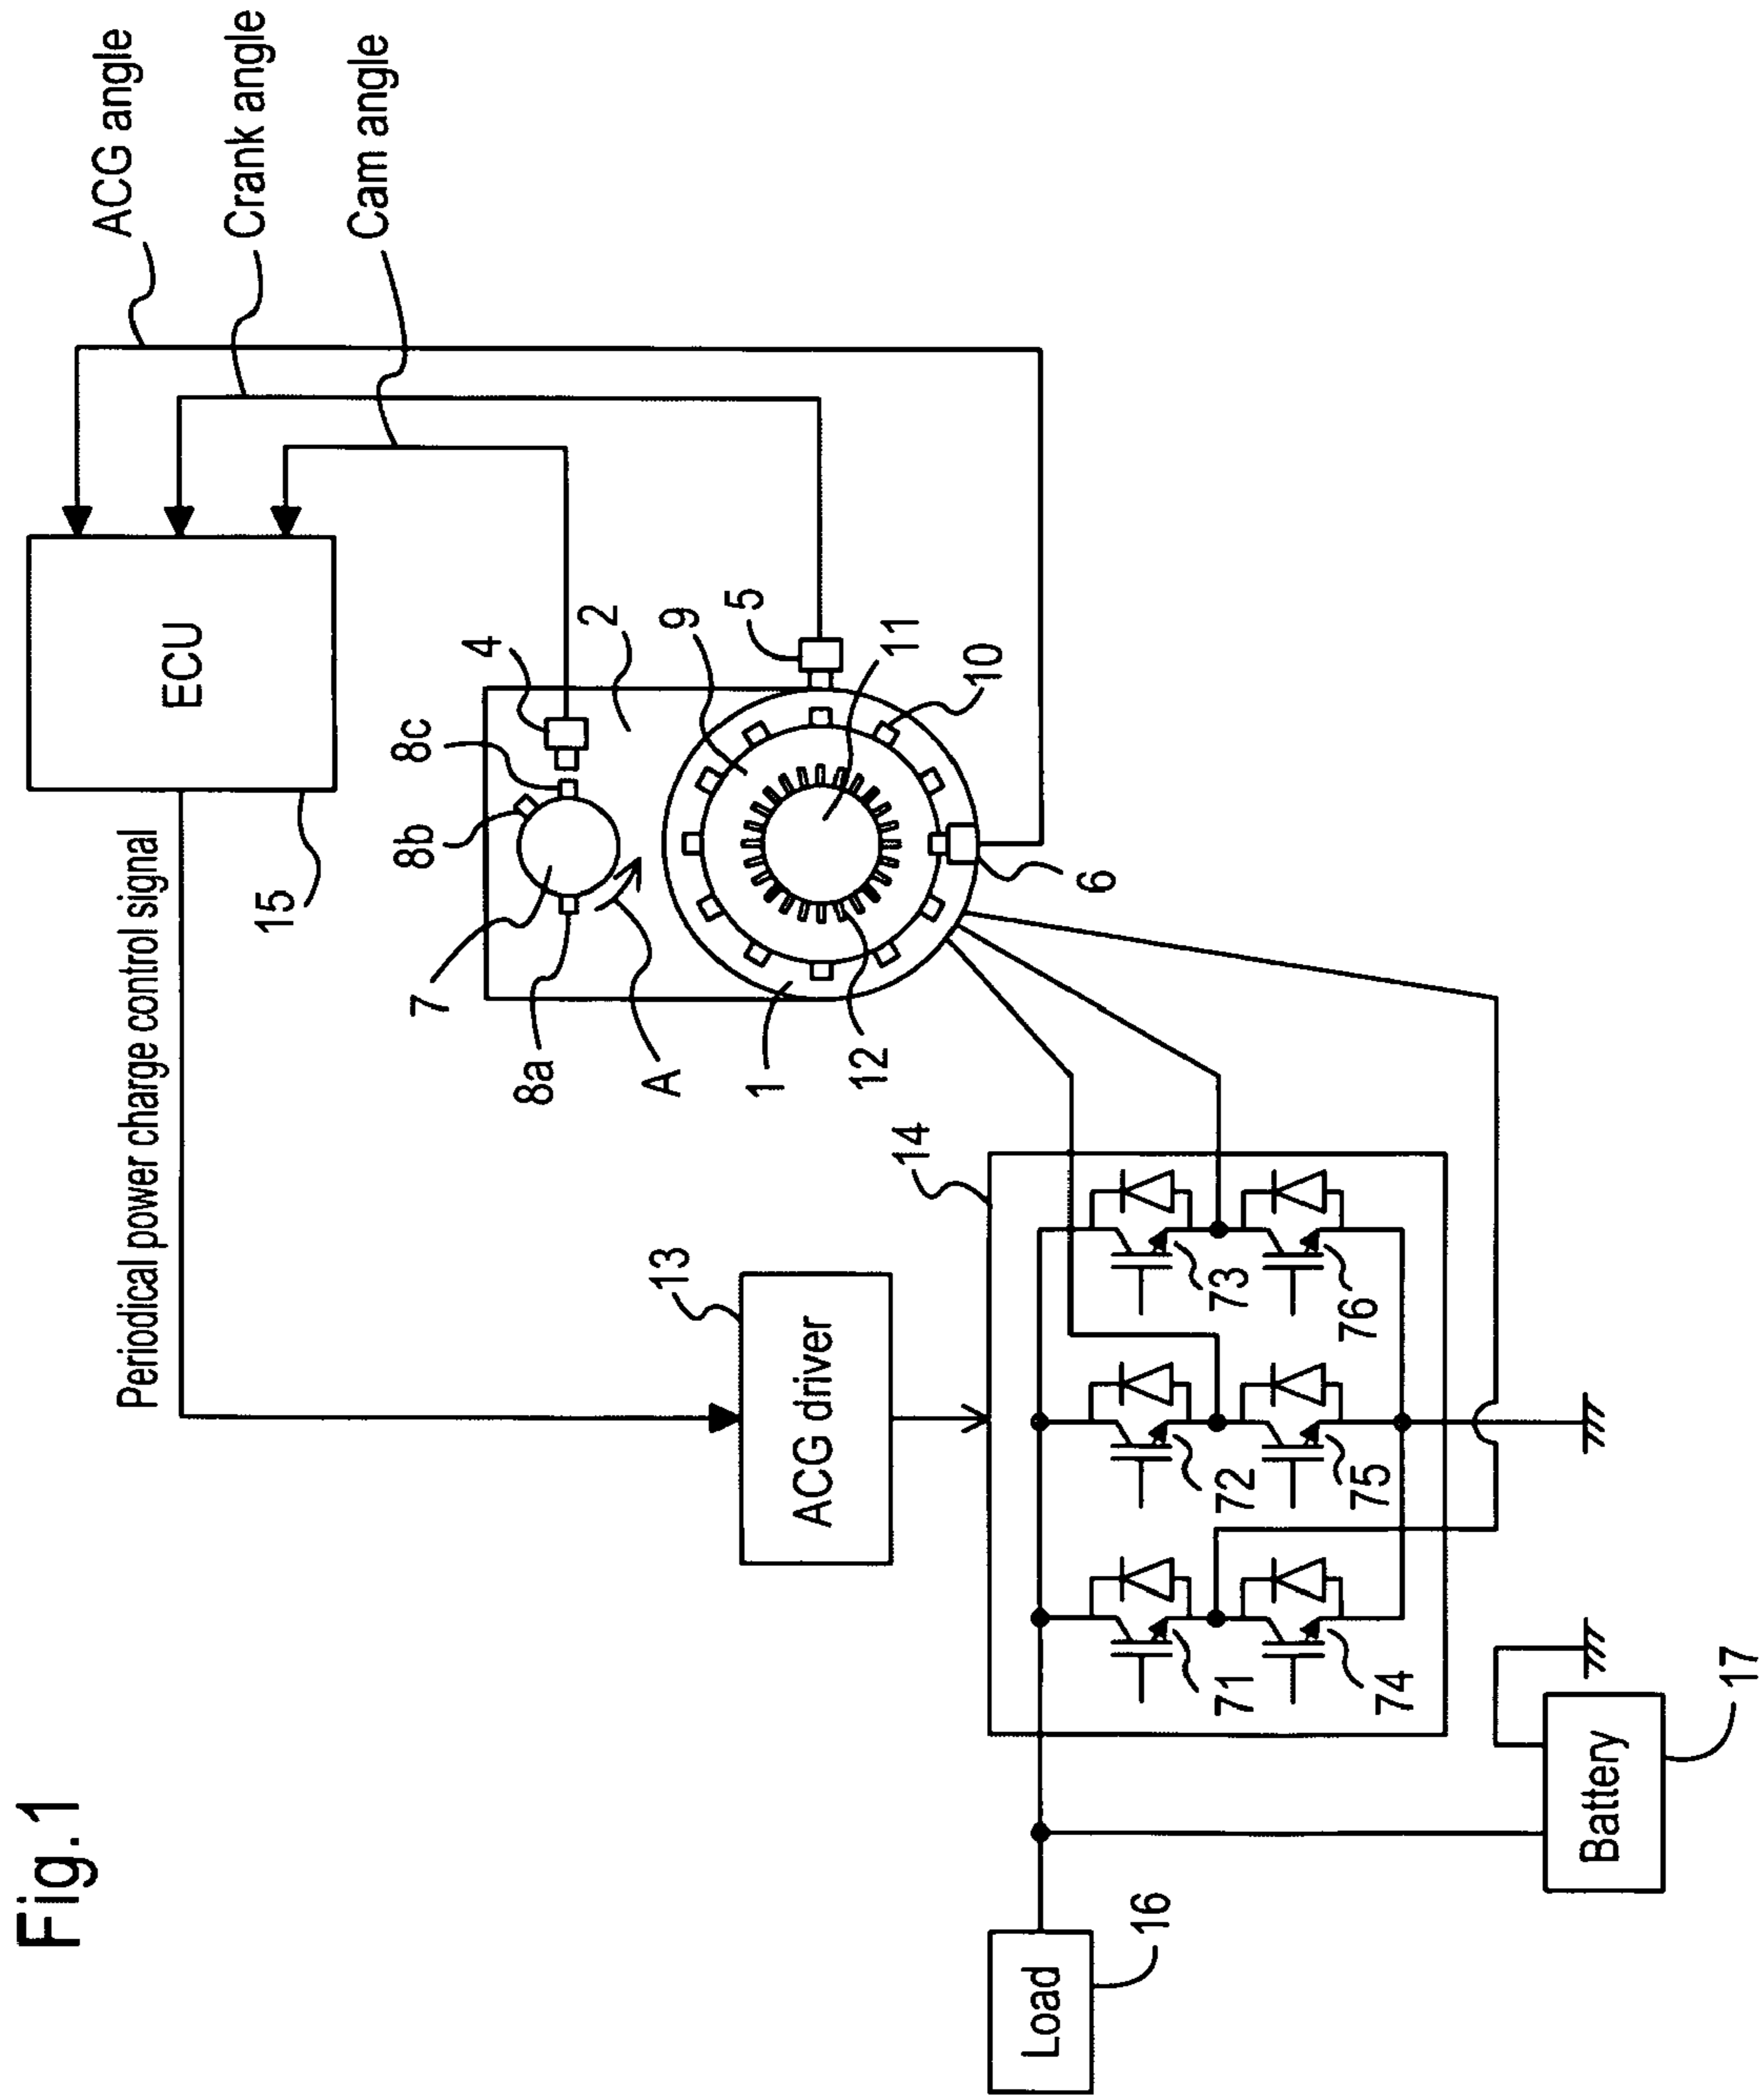 Fig.1
ACG angle
Crank angle
Cam angle
ECU
15
Periodical power charge control signal
4
2
8c
8b
7
8a
A
9
5
11
10
1
12
6
13
ACG driver
14
73
76
72
75
71
74
Load
16
Battery
17